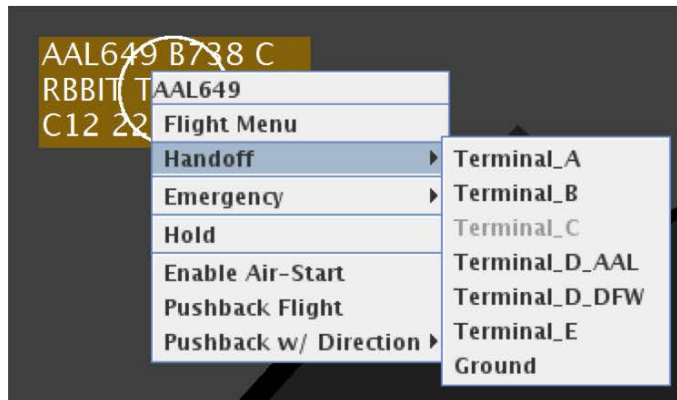 AAL649 B738 C
RBBIT
C12 22
AAL649
Flight Menu
Handoff
Emergency
Hold
Enable Air-Start
Pushback Flight
Pushback w/ Direction
Terminal_A
Terminal_B
Terminal_C
Terminal_D_AAL
Terminal_D_DFW
Terminal_E
Ground